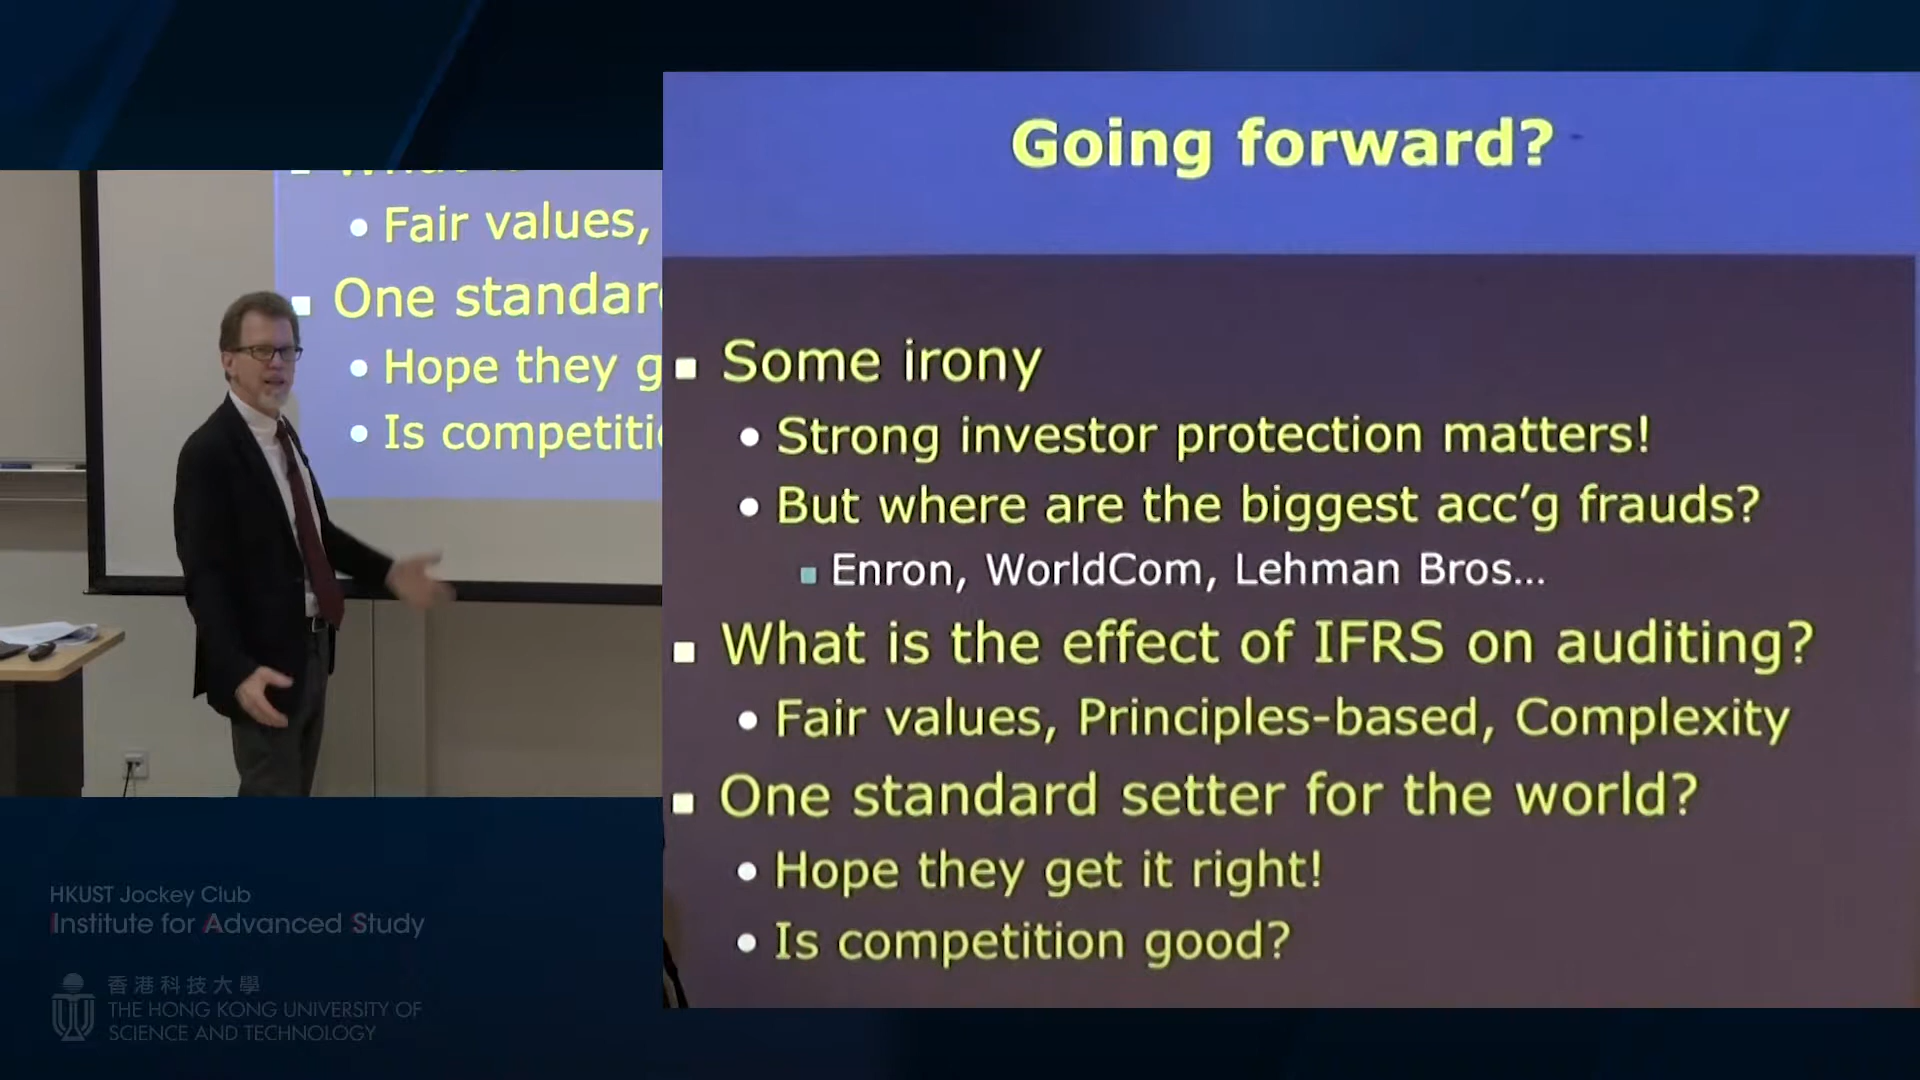 Fair values,
One standar
Hope they g
Is competiti
Going forward?
Some irony
Strong investor protection matters!
But where are the biggest acc’g frauds?
Enron, WorldCom, Lehman Bros...
What is the effect of IFRS on auditing?
Fair values, Principles-based, Complexity
One standard setter for the world?
Hope they get it right!
Is competition good?
HKUST Jockey Club
Institute for Advanced Study
香港科技大學
THE HONG KONG UNIVERSITY OF
SCIENCE AND TECHNOLOGY